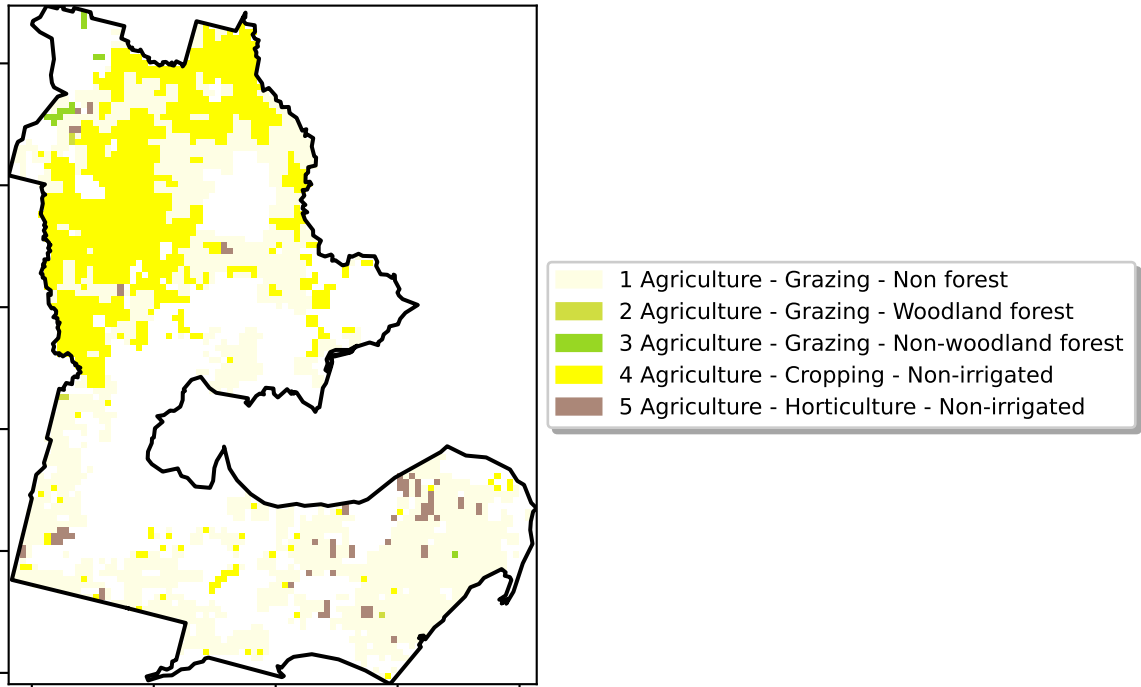 1 Agriculture - Grazing - Non forest
2 Agriculture - Grazing - Woodland forest
3 Agriculture - Grazing - Non-woodland forest
4 Agriculture - Cropping - Non-irrigated
5 Agriculture - Horticulture - Non-irrigated